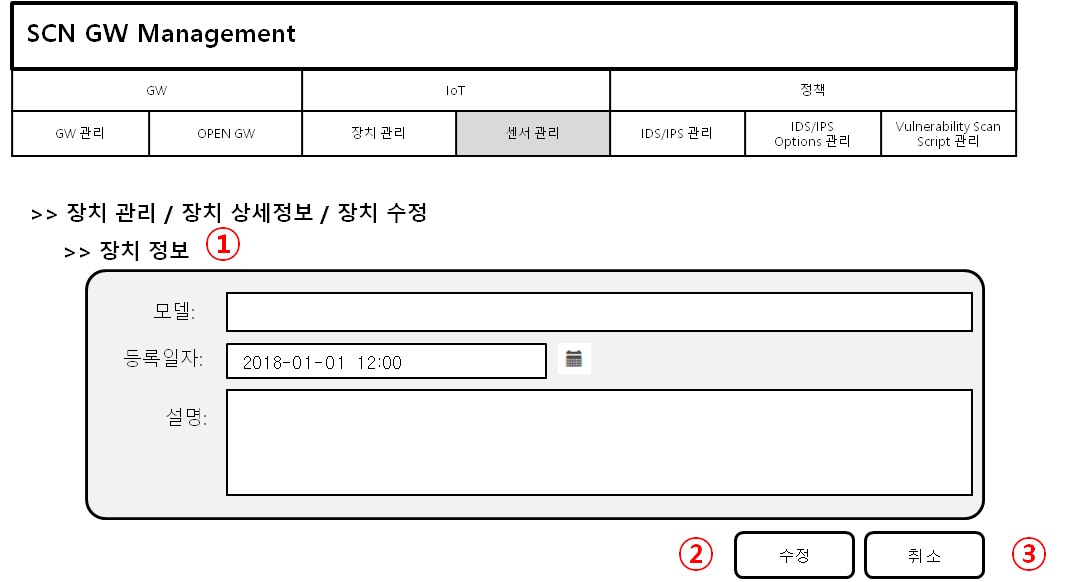 SCN GW Management
GW IoT 정책
GW 관리 OPEN GW 장치 관리 센서 관리 IDS/IPS 관리 IDS/IPS Options 관리 Vulnerability Scan Script 관리
>> 장치 관리 / 장치 상세정보 / 장치 수정
>> 장치 정보 ①
모델:
등록일자: 2018-01-01 12:00
설명:
② 수정 취소 ③